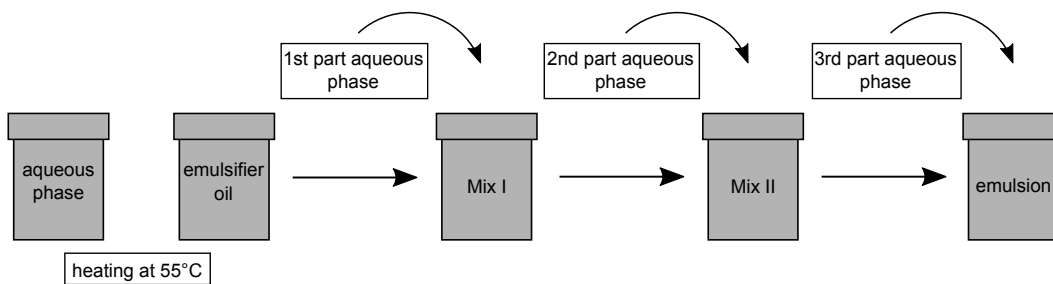 1st part aqueous
phase
2nd part aqueous
phase
3rd part aqueous
phase
aqueous
phase
emulsifier
oil
Mix I
Mix II
emulsion
heating at 55°C